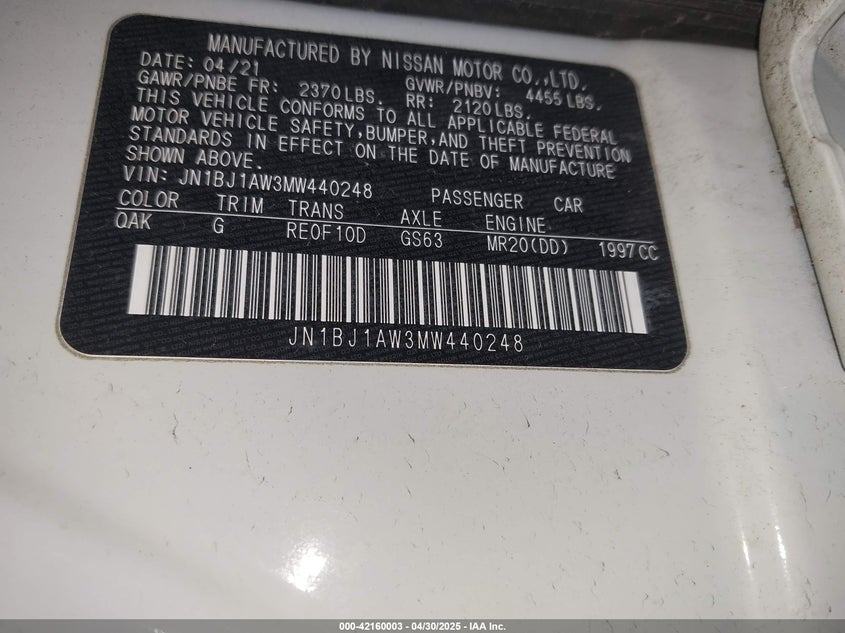 MANUFACTURED BY NISSAN MOTOR CO.,LTD.
DATE: 04/21
GAWR/PNBE FR: 2370LBS. GVWR/PNBV: 4455LBS.
RR: 2120LBS.
THIS VEHICLE CONFORMS TO ALL APPLICABLE FEDERAL
MOTOR VEHICLE SAFETY,BUMPER,AND THEFT PREVENTION
STANDARDS IN EFFECT ON THE DATE OF MANUFACTURE
SHOWN ABOVE.
VIN: JN1BJ1AW3MW440248 PASSENGER CAR
COLOR TRIM TRANS AXLE ENGINE
QAK G RE0F10D GS63 MR20(DD) 1997CC
JN1BJ1AW3MW440248
000-42160003 - 04/30/2025 - IAA Inc.